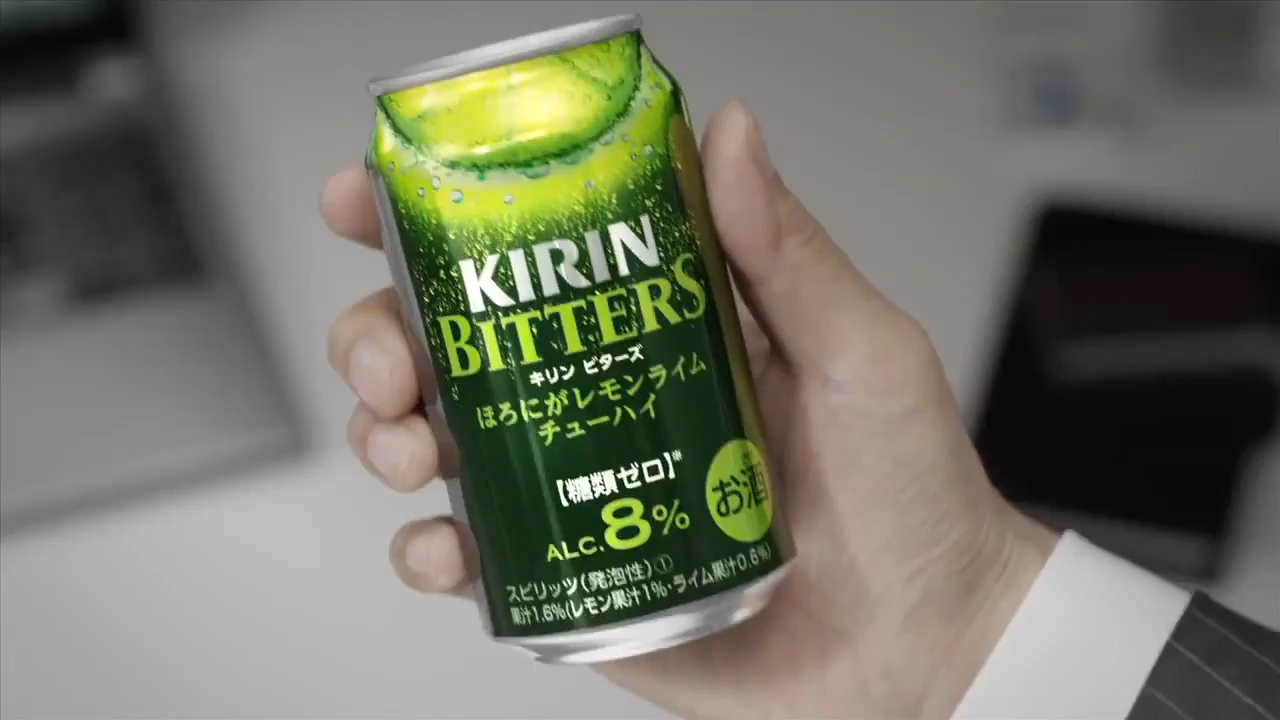 KIRIN
BITTERS
キリン ビターズ
ほろにがレモンライム
チューハイ
【糖類ゼロ】※
ALC.8%
お酒
スピリッツ(発泡性)①
果汁1.6%(レモン果汁1%・ライム果汁0.6%)